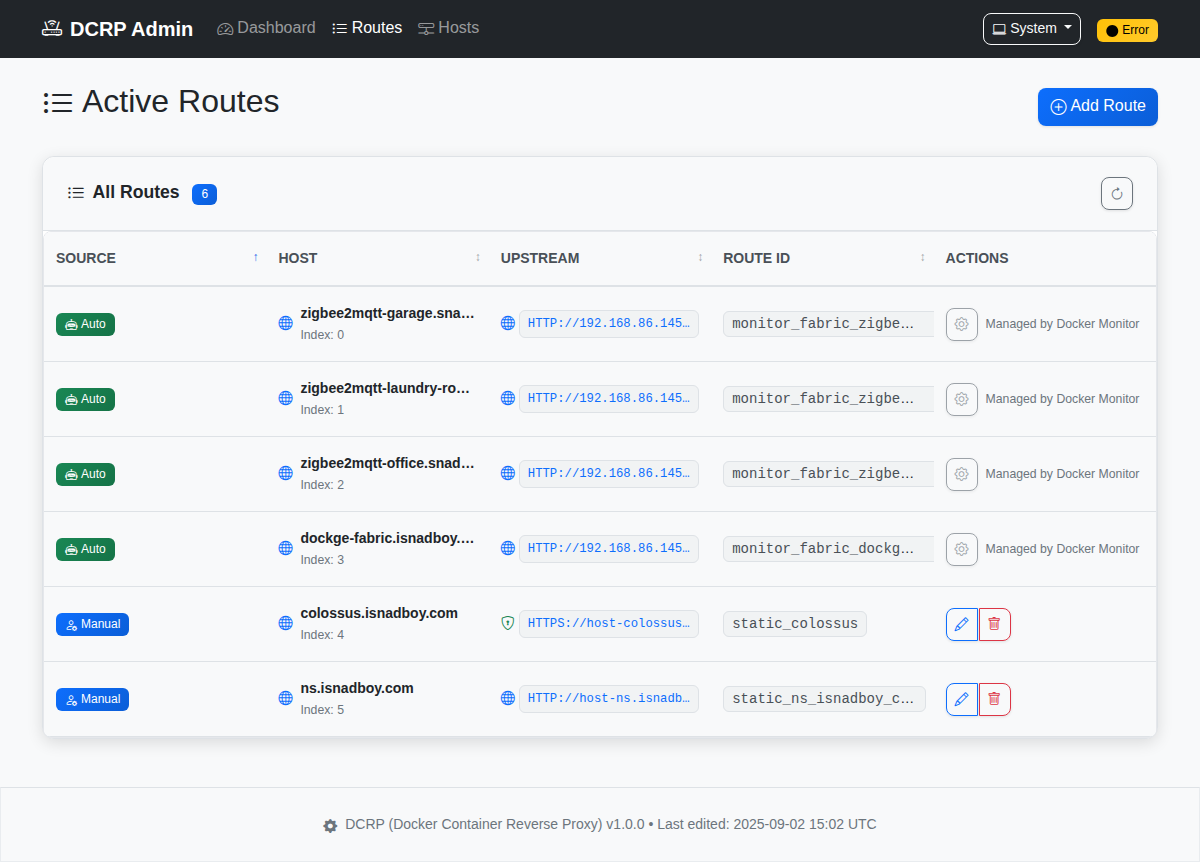 DCRP Admin Dashboard Routes Hosts System Error
Active Routes
Add Route
All Routes 6
SOURCE ↑ HOST ↕ UPSTREAM ↕ ROUTE ID ↕ ACTIONS
Auto zigbee2mqtt-garage.sna… HTTP://192.168.86.145… monitor_fabric_zigbe… Managed by Docker Monitor
Index: 0
Auto zigbee2mqtt-laundry-ro… HTTP://192.168.86.145… monitor_fabric_zigbe… Managed by Docker Monitor
Index: 1
Auto zigbee2mqtt-office.snad… HTTP://192.168.86.145… monitor_fabric_zigbe… Managed by Docker Monitor
Index: 2
Auto dockge-fabric.isnadboy.… HTTP://192.168.86.145… monitor_fabric_dockg… Managed by Docker Monitor
Index: 3
Manual colossus.isnadboy.com HTTPS://host-colossus… static_colossus
Index: 4
Manual ns.isnadboy.com HTTP://host-ns.isnadb… static_ns_isnadboy_c…
Index: 5
DCRP (Docker Container Reverse Proxy) v1.0.0 • Last edited: 2025-09-02 15:02 UTC